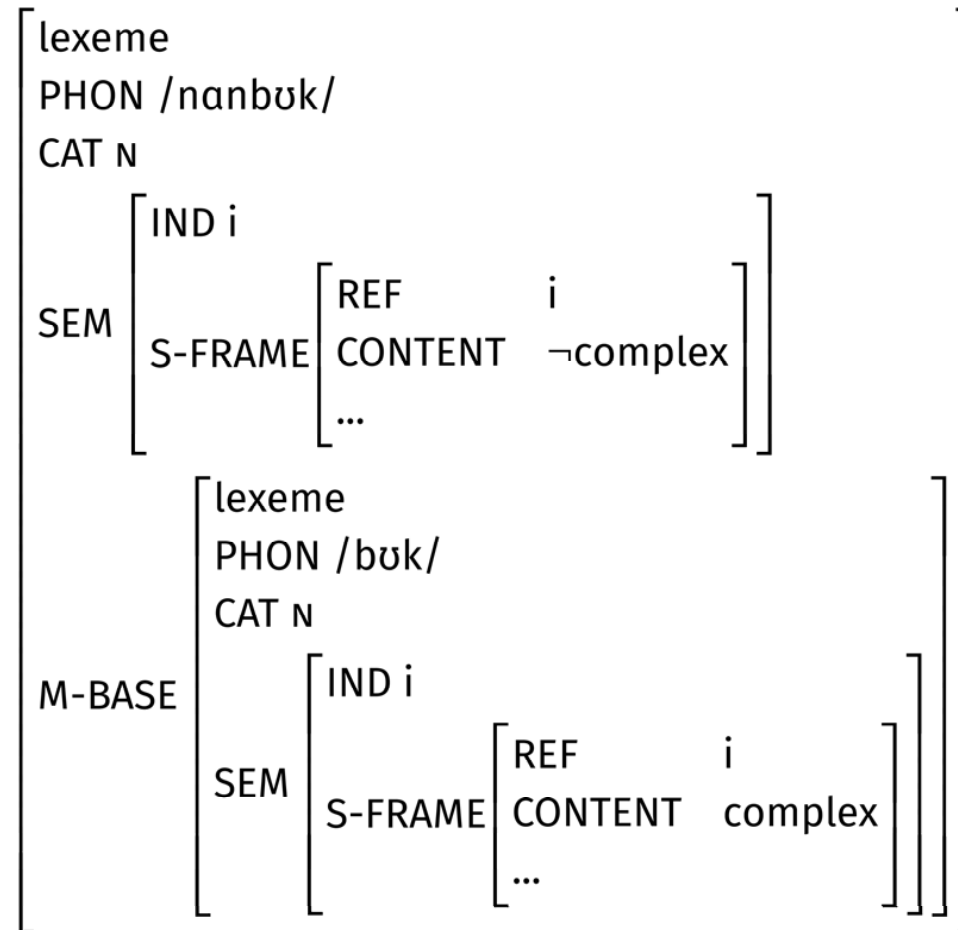 lexeme
PHON /nɑnbʊk/
CAT N
SEM
IND i
S-FRAME
REF i
CONTENT ¬complex
...
M-BASE
lexeme
PHON /bʊk/
CAT N
SEM
IND i
S-FRAME
REF i
CONTENT complex
...